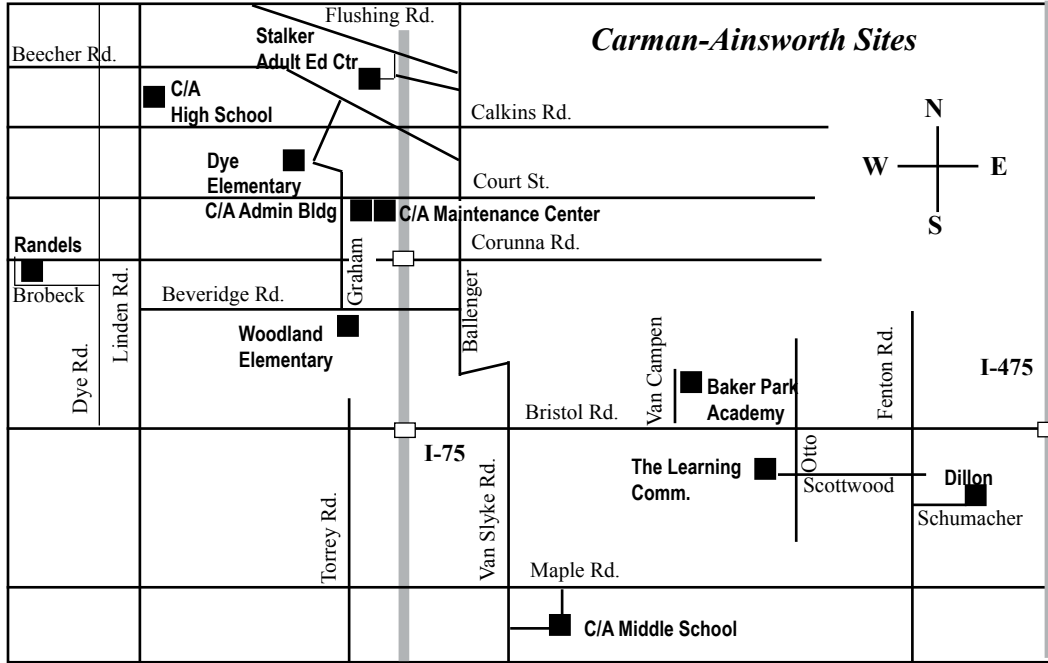 Flushing Rd.
Carman-Ainsworth Sites
Stalker
Adult Ed Ctr
Beecher Rd.
C/A
High School
Calkins Rd.
N
W
E
S
Dye
Elementary
Court St.
C/A Admin Bldg
C/A Maintenance Center
Randels
Corunna Rd.
Graham
Brobeck
Beveridge Rd.
Linden Rd.
Ballenger
Woodland
Elementary
Dye Rd.
Van Campen
Baker Park
Academy
Fenton Rd.
I-475
Bristol Rd.
I-75
The Learning
Comm.
Otto
Scottwood
Dillon
Schumacher
Torrey Rd.
Van Slyke Rd.
Maple Rd.
C/A Middle School